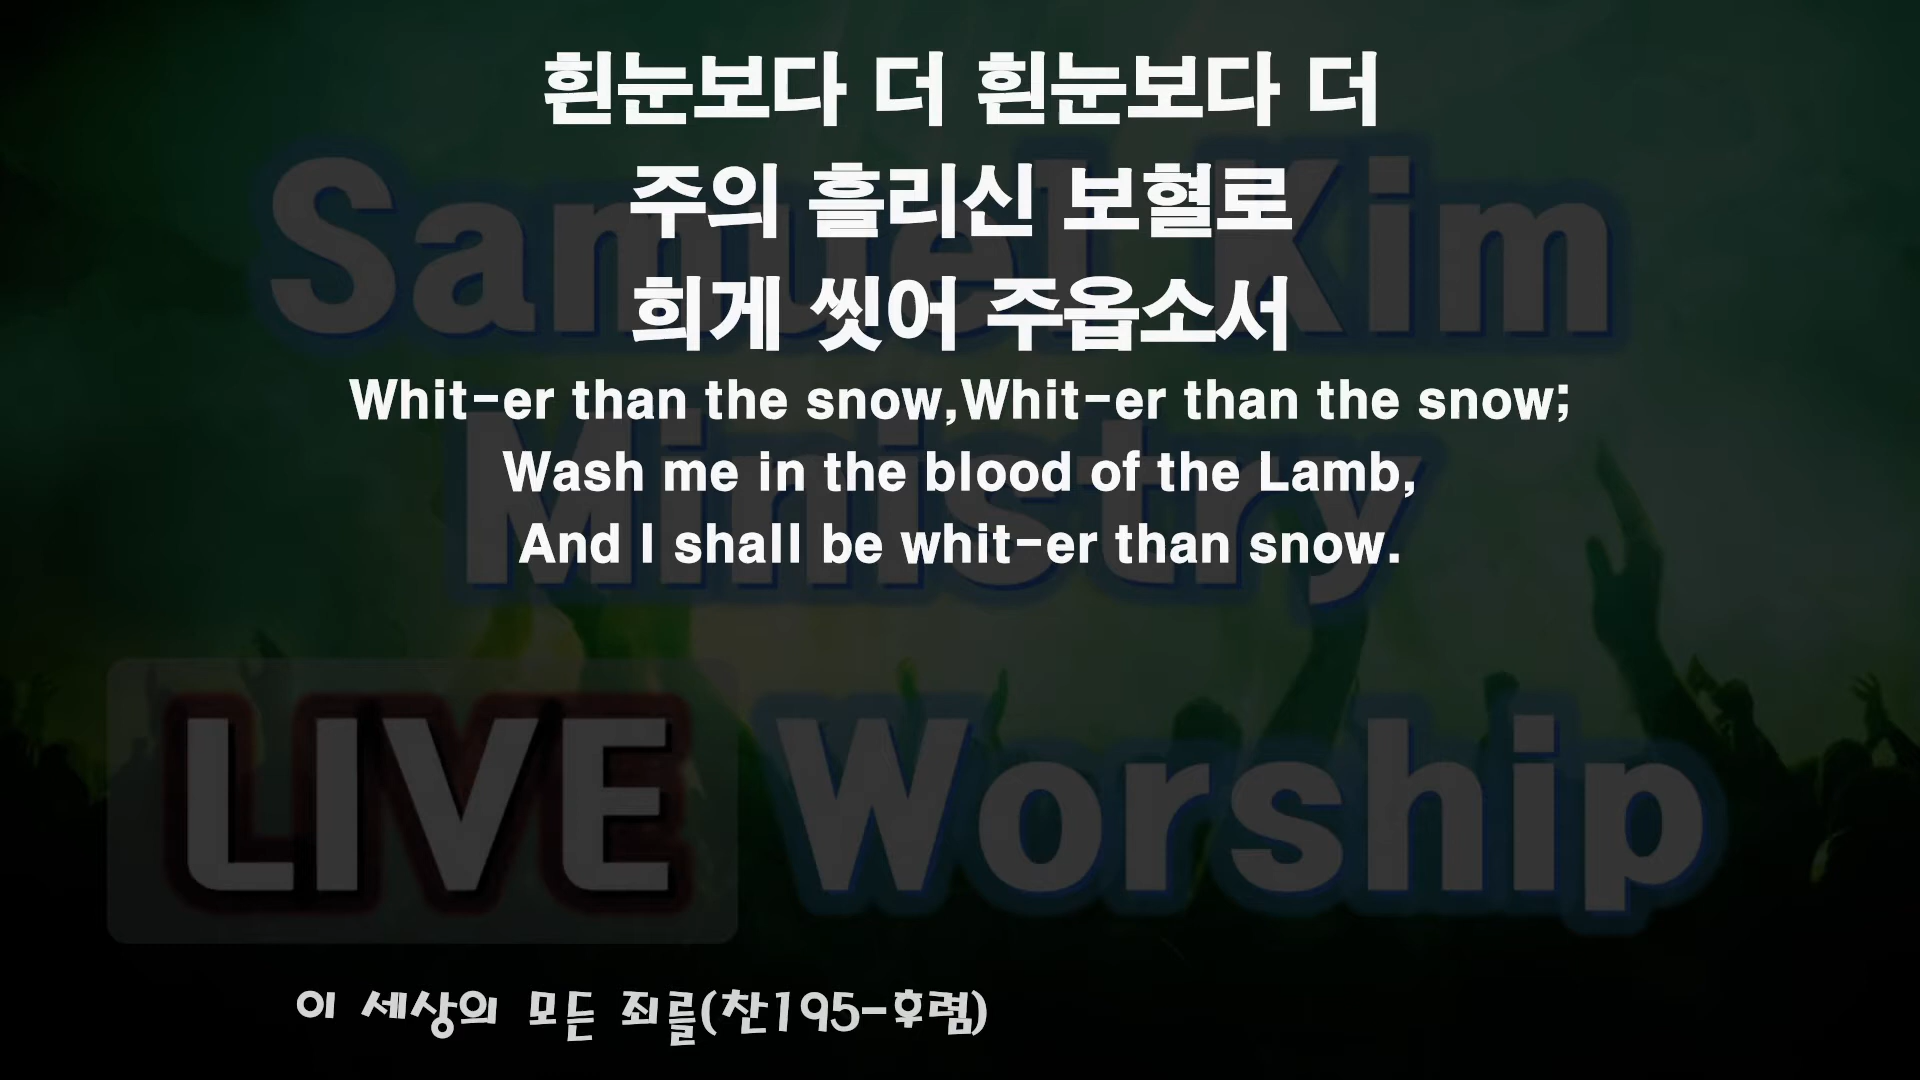 흰눈보다 더 흰눈보다 더
주의 흘리신 보혈로
희게 씻어 주옵소서
Whit-er than the snow,Whit-er than the snow;
Wash me in the blood of the Lamb,
And I shall be whit-er than snow.
Samuel Kim
Ministry
LIVE Worship
이 세상의 모든 죄를(찬195-후렴)